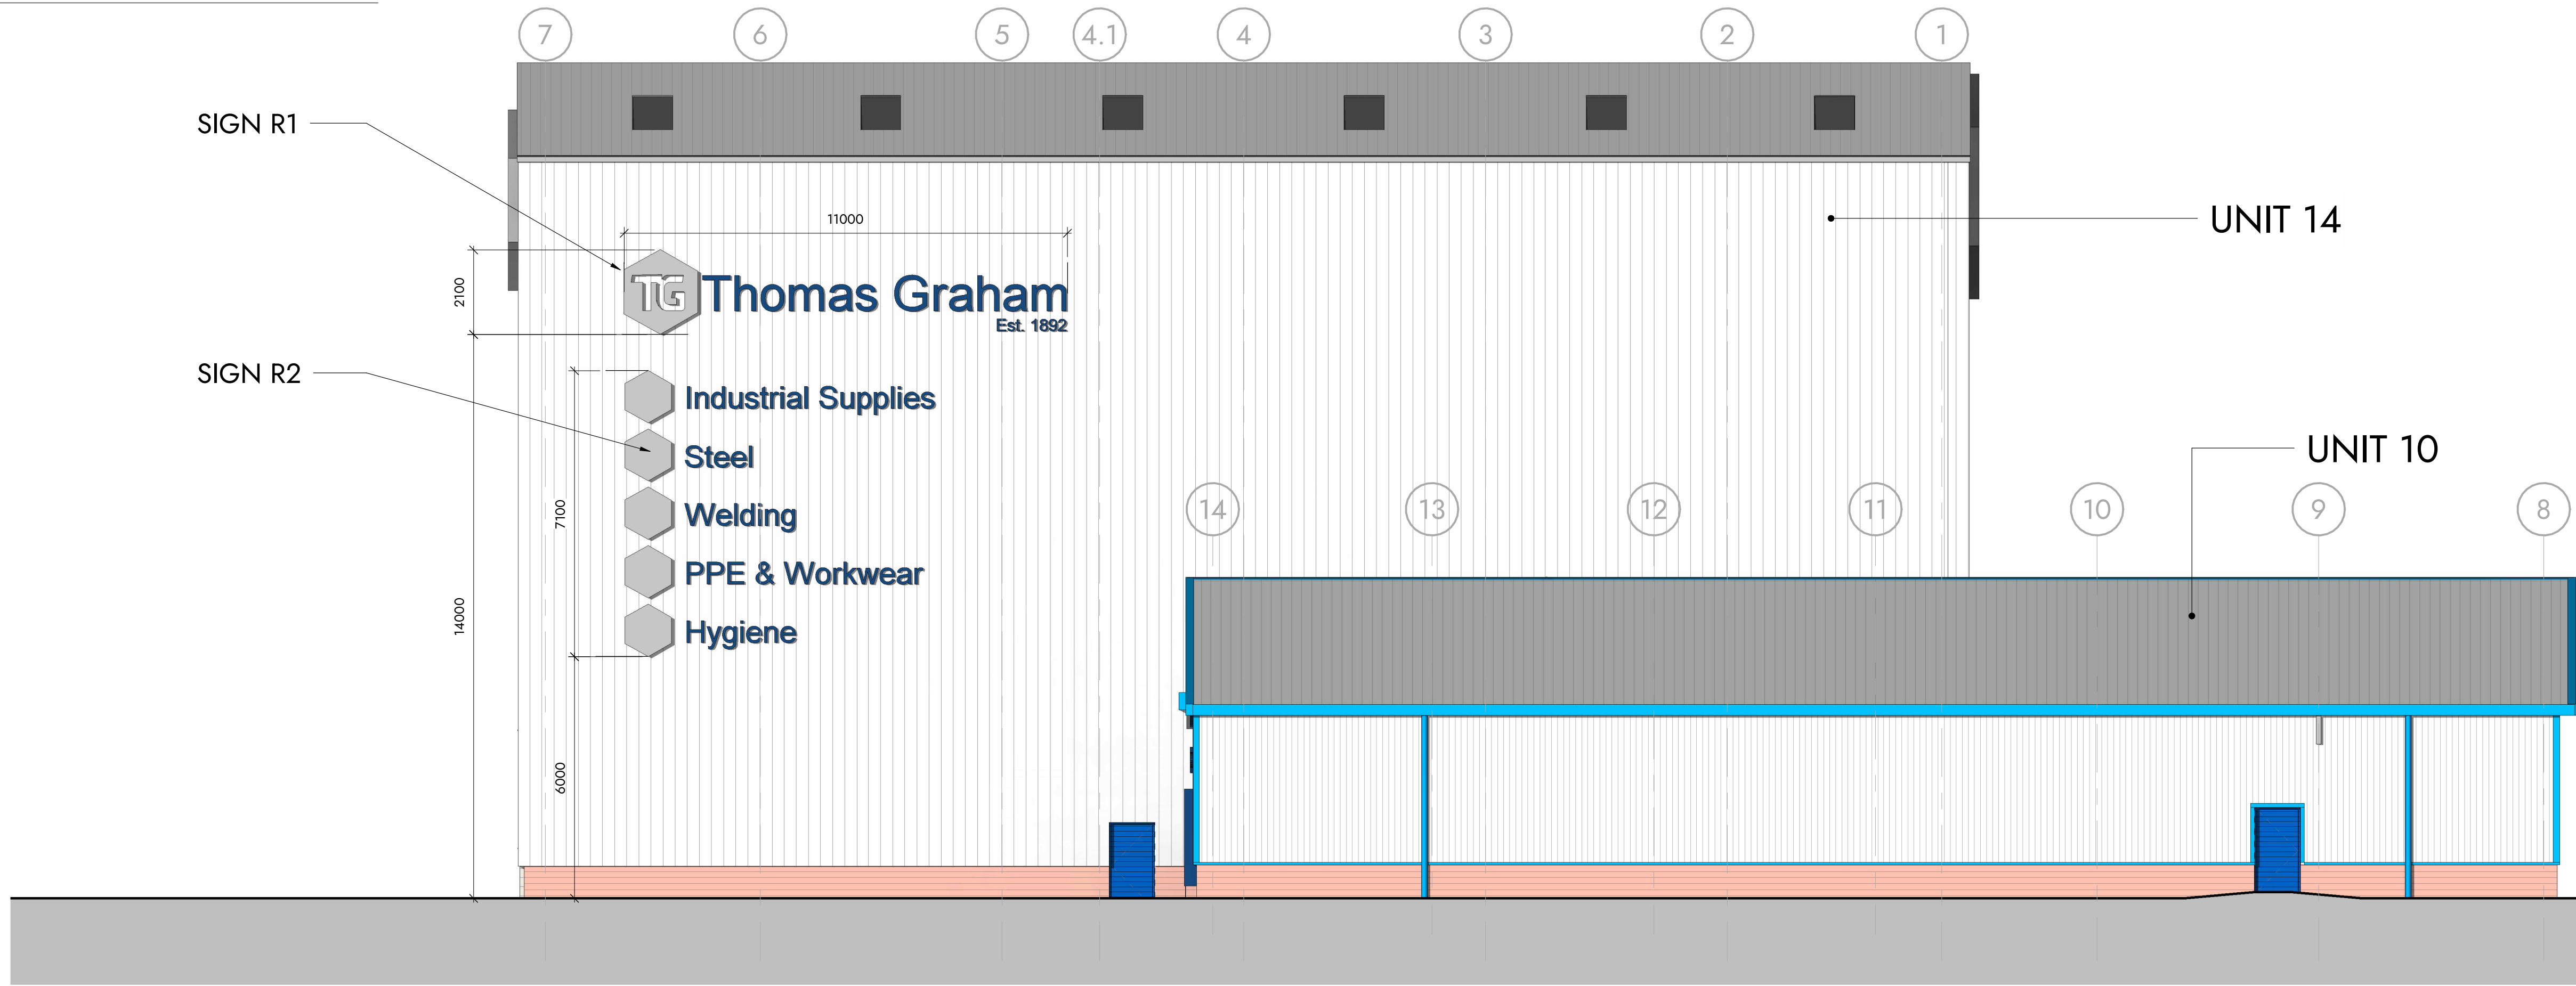 7 6 5 4.1 4 3 2 1
SIGN R1
UNIT 14
11000
2100
TG Thomas Graham
Est. 1892
SIGN R2
Industrial Supplies
UNIT 10
Steel
7100
Welding
14 13 12 11 10 9 8
PPE & Workwear
14000
Hygiene
6000